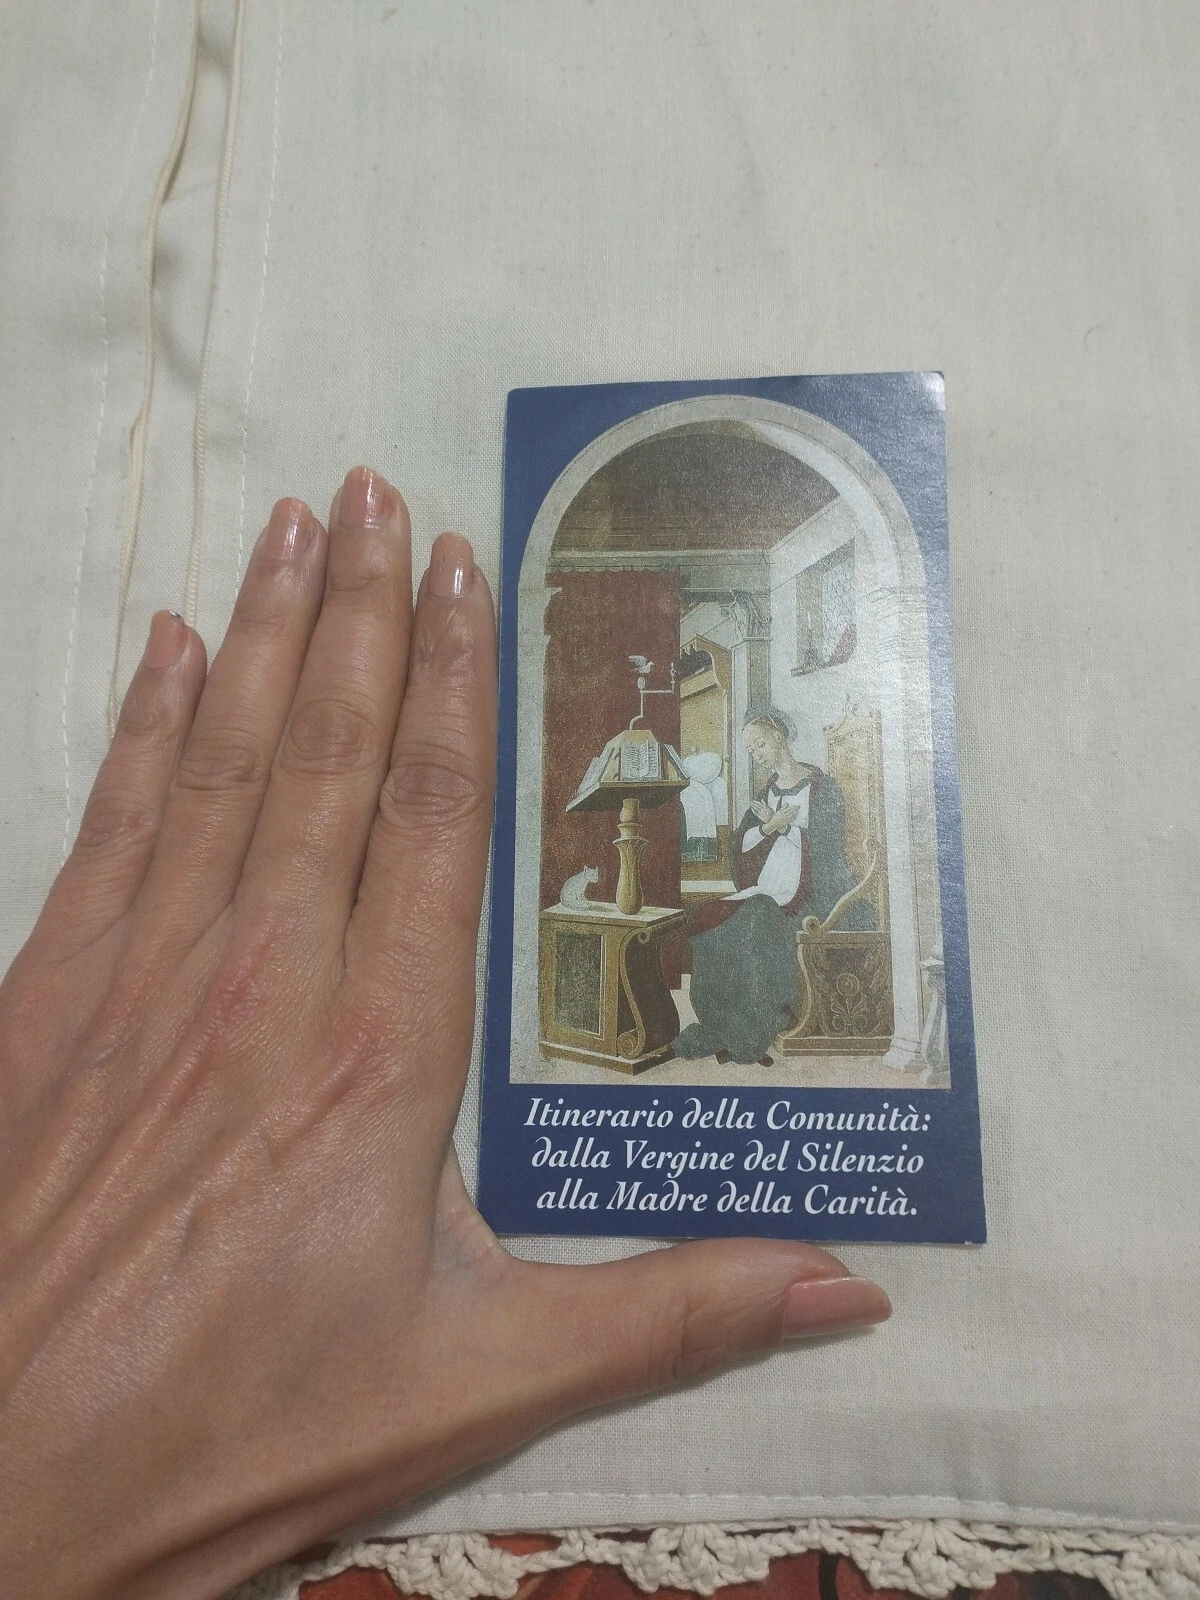 Itinerario della Comunità:
dalla Vergine del Silenzio
alla Madre della Carità.